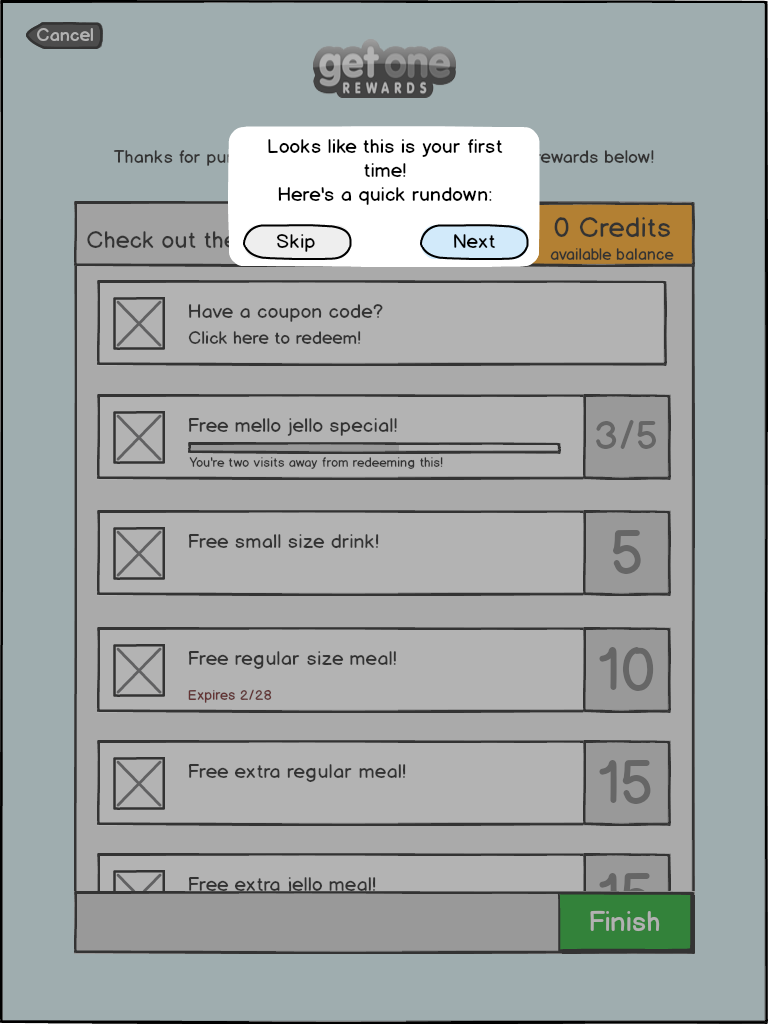 Cancel
get one
REWARDS
Looks like this is your first
time!
Here's a quick rundown:
Skip
Next
Thanks for rewards below!
Check out the
0 Credits
available balance
Have a coupon code?
Click here to redeem!
Free mello jello special!
You're two visits away from redeeming this!
3/5
Free small size drink!
5
Free regular size meal!
Expires 2/28
10
Free extra regular meal!
15
Free extra jello meal!
15
Finish